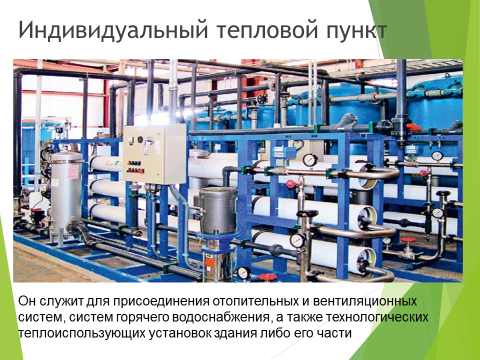 Индивидуальный тепловой пункт
Он служит для присоединения отопительных и вентиляционных
систем, систем горячего водоснабжения, а также технологических
теплоиспользующих установок здания либо его части